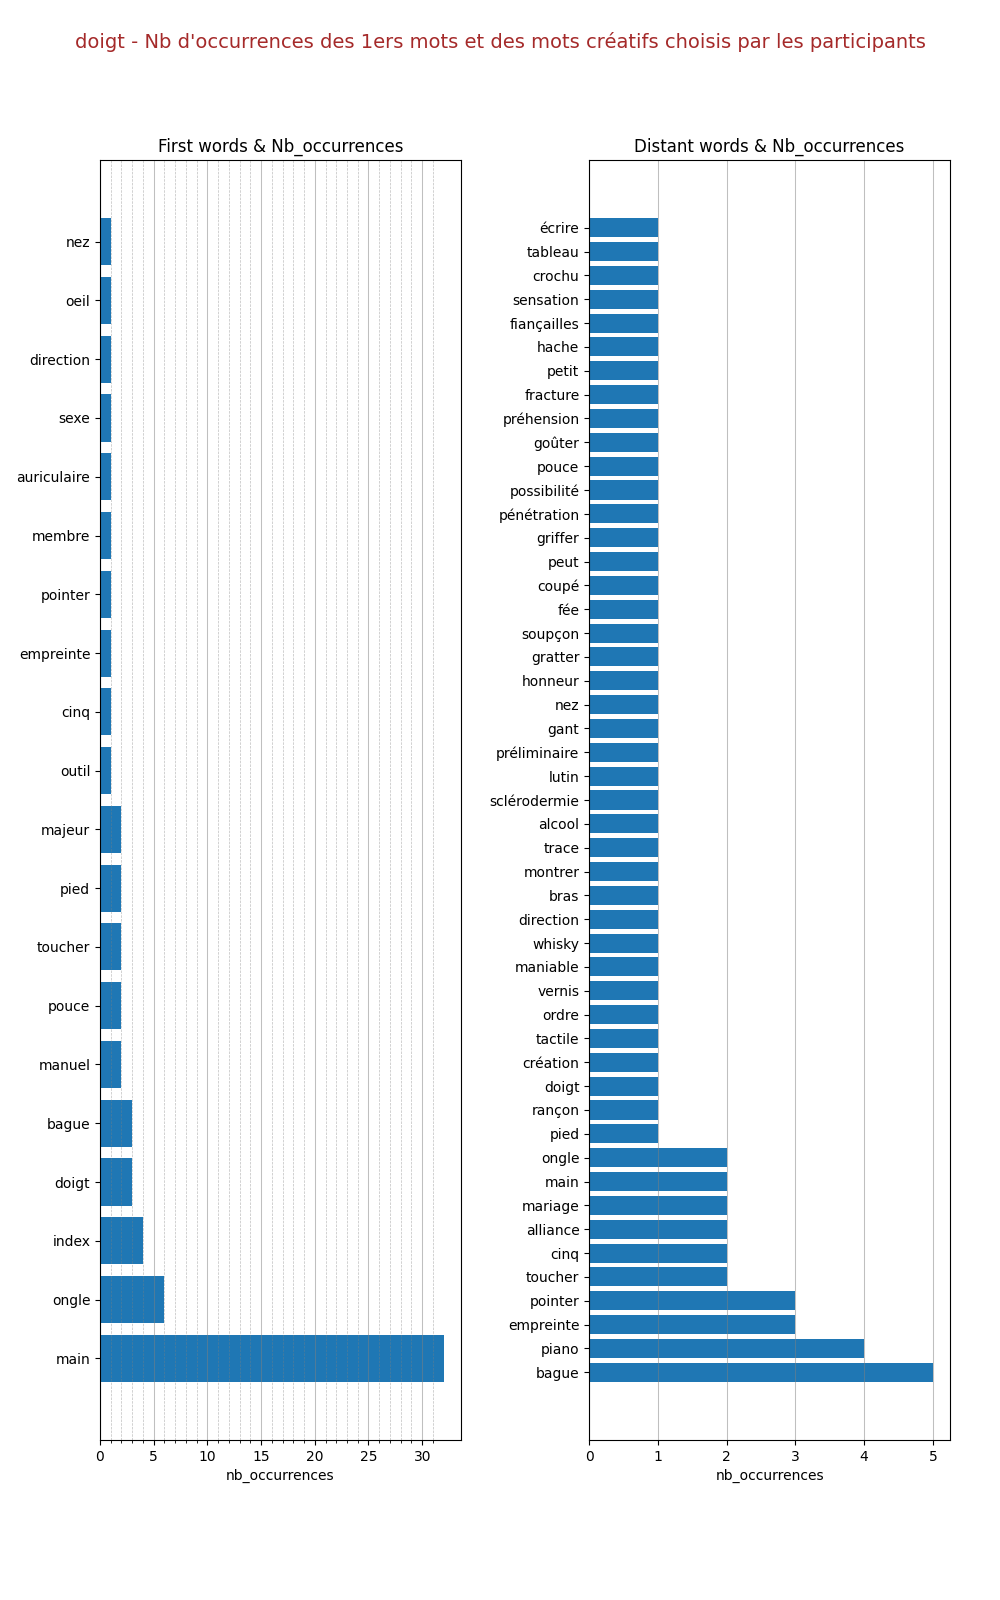 doigt - Nb d'occurrences des 1ers mots et des mots créatifs choisis par les participants
First words & Nb_occurrences
nez
oeil
direction
sexe
auriculaire
membre
pointer
empreinte
cinq
outil
majeur
pied
toucher
pouce
manuel
bague
doigt
index
ongle
main
0 5 10 15 20 25 30
nb_occurrences
Distant words & Nb_occurrences
écrire
tableau
crochu
sensation
fiançailles
hache
petit
fracture
préhension
goûter
pouce
possibilité
pénétration
griffer
peut
coupé
fée
soupçon
gratter
honneur
nez
gant
préliminaire
lutin
sclérodermie
alcool
trace
montrer
bras
direction
whisky
maniable
vernis
ordre
tactile
création
doigt
rançon
pied
ongle
main
mariage
alliance
cinq
toucher
pointer
empreinte
piano
bague
0 1 2 3 4 5
nb_occurrences